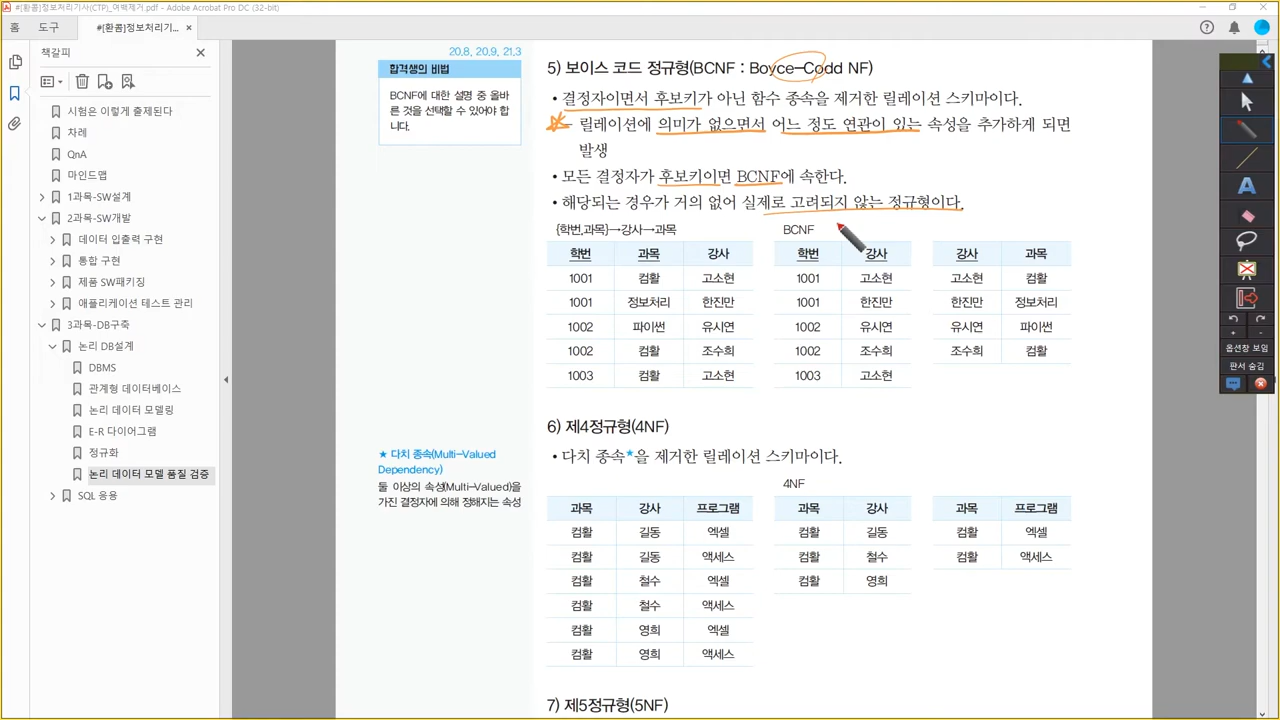 #[환콤]정보처리기사(CTP)_여백제거.pdf - Adobe Acrobat Pro DC (32-bit)
홈 도구 #[환콤]정보처리기...
책갈피
시험은 이렇게 출제된다
차례
QnA
마인드맵
1과목-SW설계
2과목-SW개발
데이터 입출력 구현
통합 구현
제품 SW패키징
애플리케이션 테스트 관리
3과목-DB구축
논리 DB설계
DBMS
관계형 데이터베이스
논리 데이터 모델링
E-R 다이어그램
정규화
논리 데이터 모델 품질 검증
SQL 응용
20.8, 20.9, 21.3
합격생의 비법
BCNF에 대한 설명 중 올바
른 것을 선택할 수 있어야 합
니다.
5) 보이스 코드 정규형(BCNF : Boyce-Codd NF)
• 결정자이면서 후보키가 아닌 함수 종속을 제거한 릴레이션 스키마이다.
- 릴레이션에 의미가 없으면서 어느 정도 연관이 있는 속성을 추가하게 되면
발생
• 모든 결정자가 후보키이면 BCNF에 속한다.
• 해당되는 경우가 거의 없어 실제로 고려되지 않는 정규형이다.
{학번,과목}→강사→과목 BCNF
학번 과목 강사 학번 강사 강사 과목
1001 컴활 고소현 1001 고소현 고소현 컴활
1001 정보처리 한진만 1001 한진만 한진만 정보처리
1002 파이썬 유시연 1002 유시연 유시연 파이썬
1002 컴활 조수희 1002 조수희 조수희 컴활
1003 컴활 고소현 1003 고소현
6) 제4정규형(4NF)
• 다치 종속★을 제거한 릴레이션 스키마이다.
★ 다치 종속(Multi-Valued
Dependency)
둘 이상의 속성(Multi-Valued)을
가진 결정자에 의해 정해지는 속성
4NF
과목 강사 프로그램 과목 강사 과목 프로그램
컴활 길동 엑셀 컴활 길동 컴활 엑셀
컴활 길동 액세스 컴활 철수 컴활 액세스
컴활 철수 엑셀 컴활 영희
컴활 철수 액세스
컴활 영희 엑셀
컴활 영희 액세스
7) 제5정규형(5NF)
옵션창 보임
판서 숨김